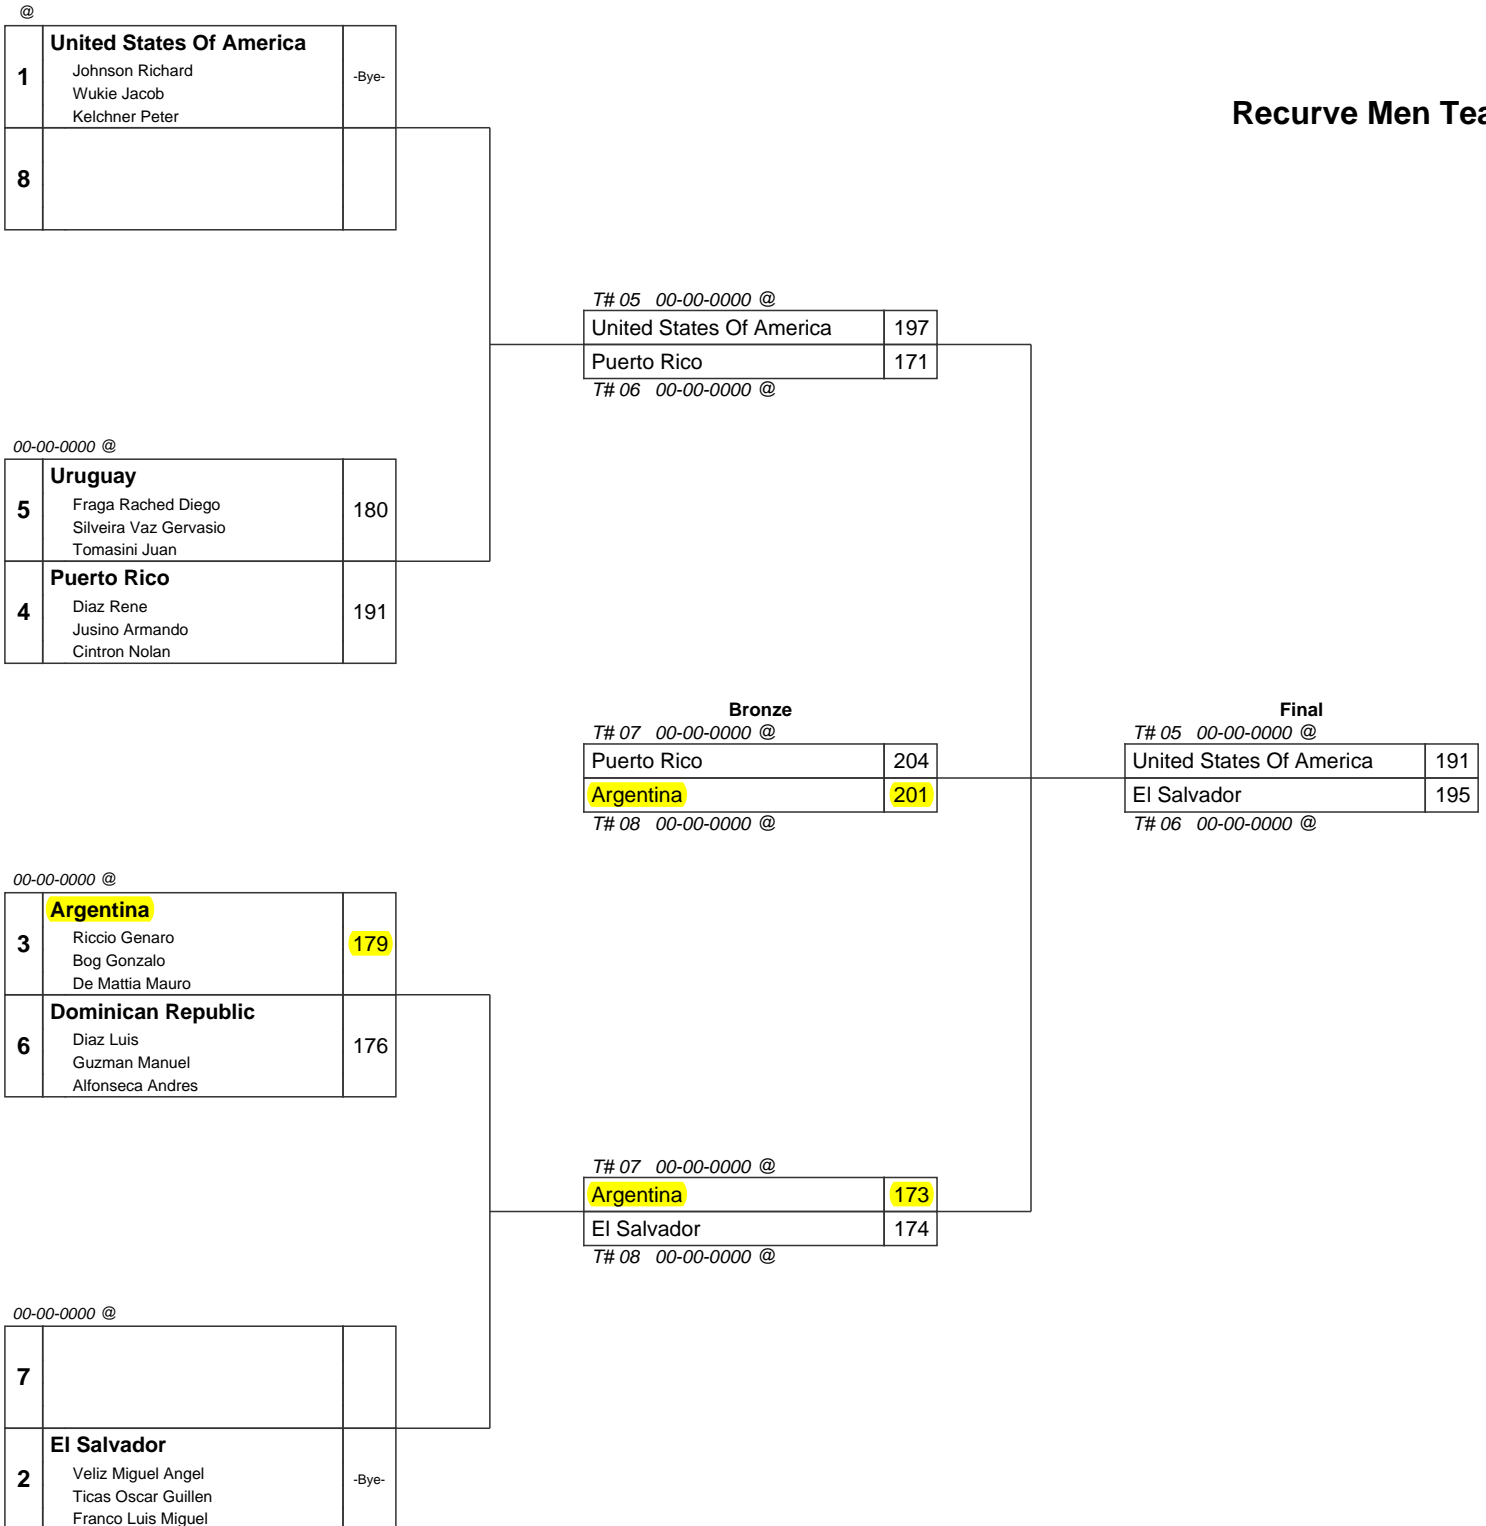 @
United States Of America
1
Johnson Richard
-Bye-
Wukie Jacob
Kelchner Peter
Recurve Men Tea
8
T# 05 00-00-0000 @
United States Of America 197
Puerto Rico 171
T# 06 00-00-0000 @
00-00-0000 @
Uruguay
5
Fraga Rached Diego
180
Silveira Vaz Gervasio
Tomasini Juan
Puerto Rico
4
Diaz Rene
191
Jusino Armando
Cintron Nolan
Bronze
T# 07 00-00-0000 @
Puerto Rico 204
Argentina 201
T# 08 00-00-0000 @
Final
T# 05 00-00-0000 @
United States Of America 191
El Salvador 195
T# 06 00-00-0000 @
00-00-0000 @
Argentina
3
Riccio Genaro
179
Bog Gonzalo
De Mattia Mauro
Dominican Republic
6
Diaz Luis
176
Guzman Manuel
Alfonseca Andres
T# 07 00-00-0000 @
Argentina 173
El Salvador 174
T# 08 00-00-0000 @
00-00-0000 @
7
El Salvador
2
Veliz Miguel Angel
-Bye-
Ticas Oscar Guillen
Franco Luis Miguel